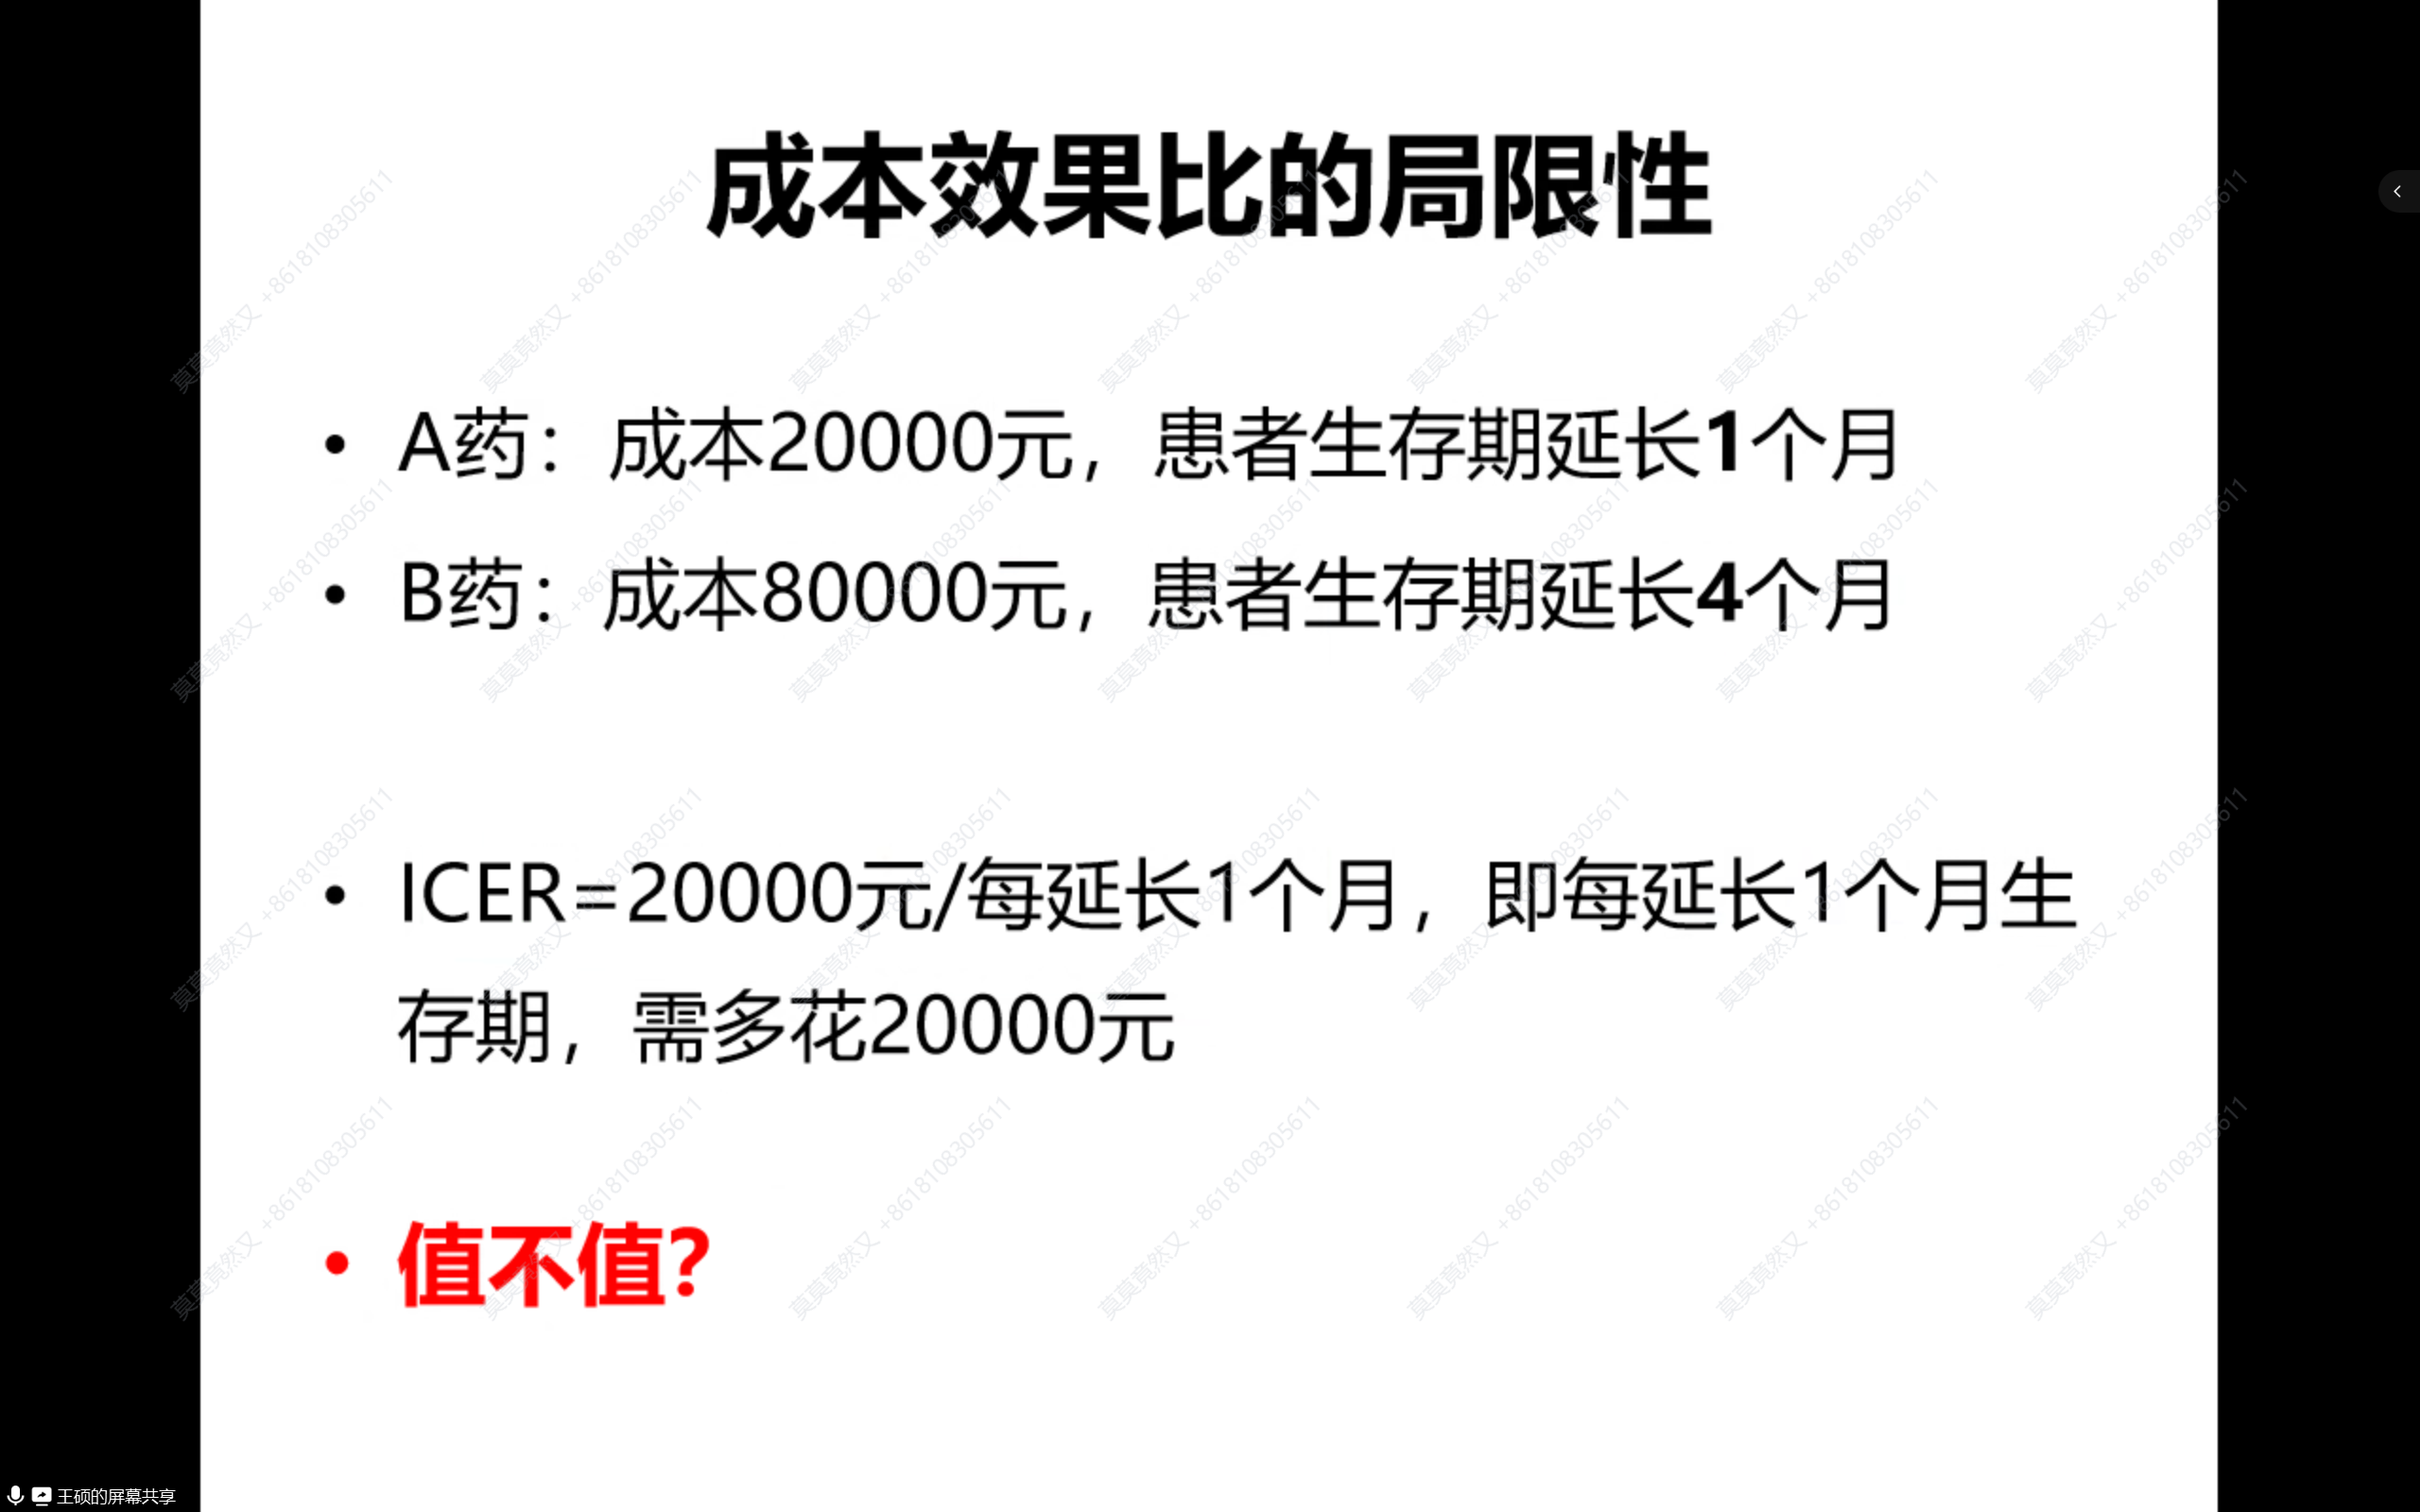 成本效果比的局限性
• A药：成本20000元，患者生存期延长1个月
• B药：成本80000元，患者生存期延长4个月
• ICER=20000元/每延长1个月，即每延长1个月生
存期，需多花20000元
• 值不值?
莫莫竟然又 +8618108305611
王硕的屏幕共享